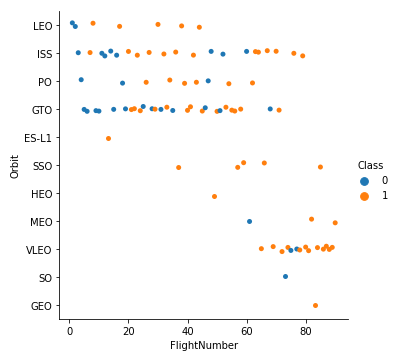 LEO
ISS
PO
GTO
ES-L1
SSO
HEO
MEO
VLEO
SO
GEO
Orbit
0 20 40 60 80
FlightNumber
Class
0
1